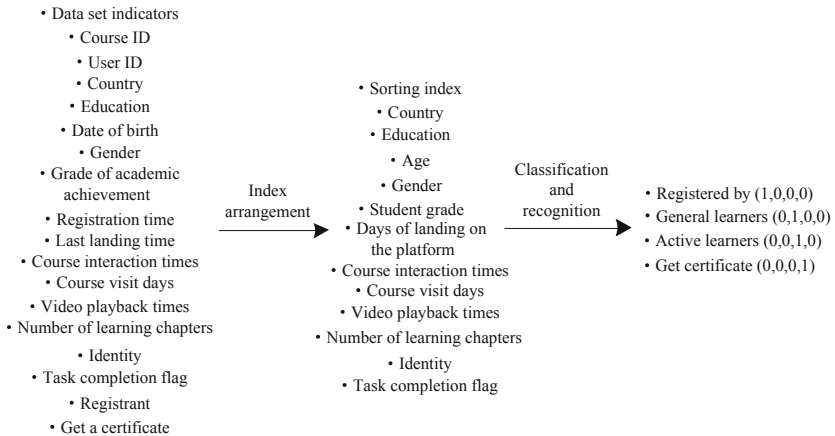 • Data set indicators
• Course ID
• User ID
• Country
• Education
• Date of birth
• Gender
• Grade of academic
achievement
• Registration time
• Last landing time
• Course interaction times
• Course visit days
• Video playback times
• Number of learning chapters
• Identity
• Task completion flag
• Registrant
• Get a certificate
Index
arrangement
• Sorting index
• Country
• Education
• Age
• Gender
• Student grade
• Days of landing on
the platform
• Course interaction times
• Course visit days
• Video playback times
• Number of learning chapters
• Identity
• Task completion flag
Classification
and
recognition
• Registered by (1,0,0,0)
• General learners (0,1,0,0)
• Active learners (0,0,1,0)
• Get certificate (0,0,0,1)